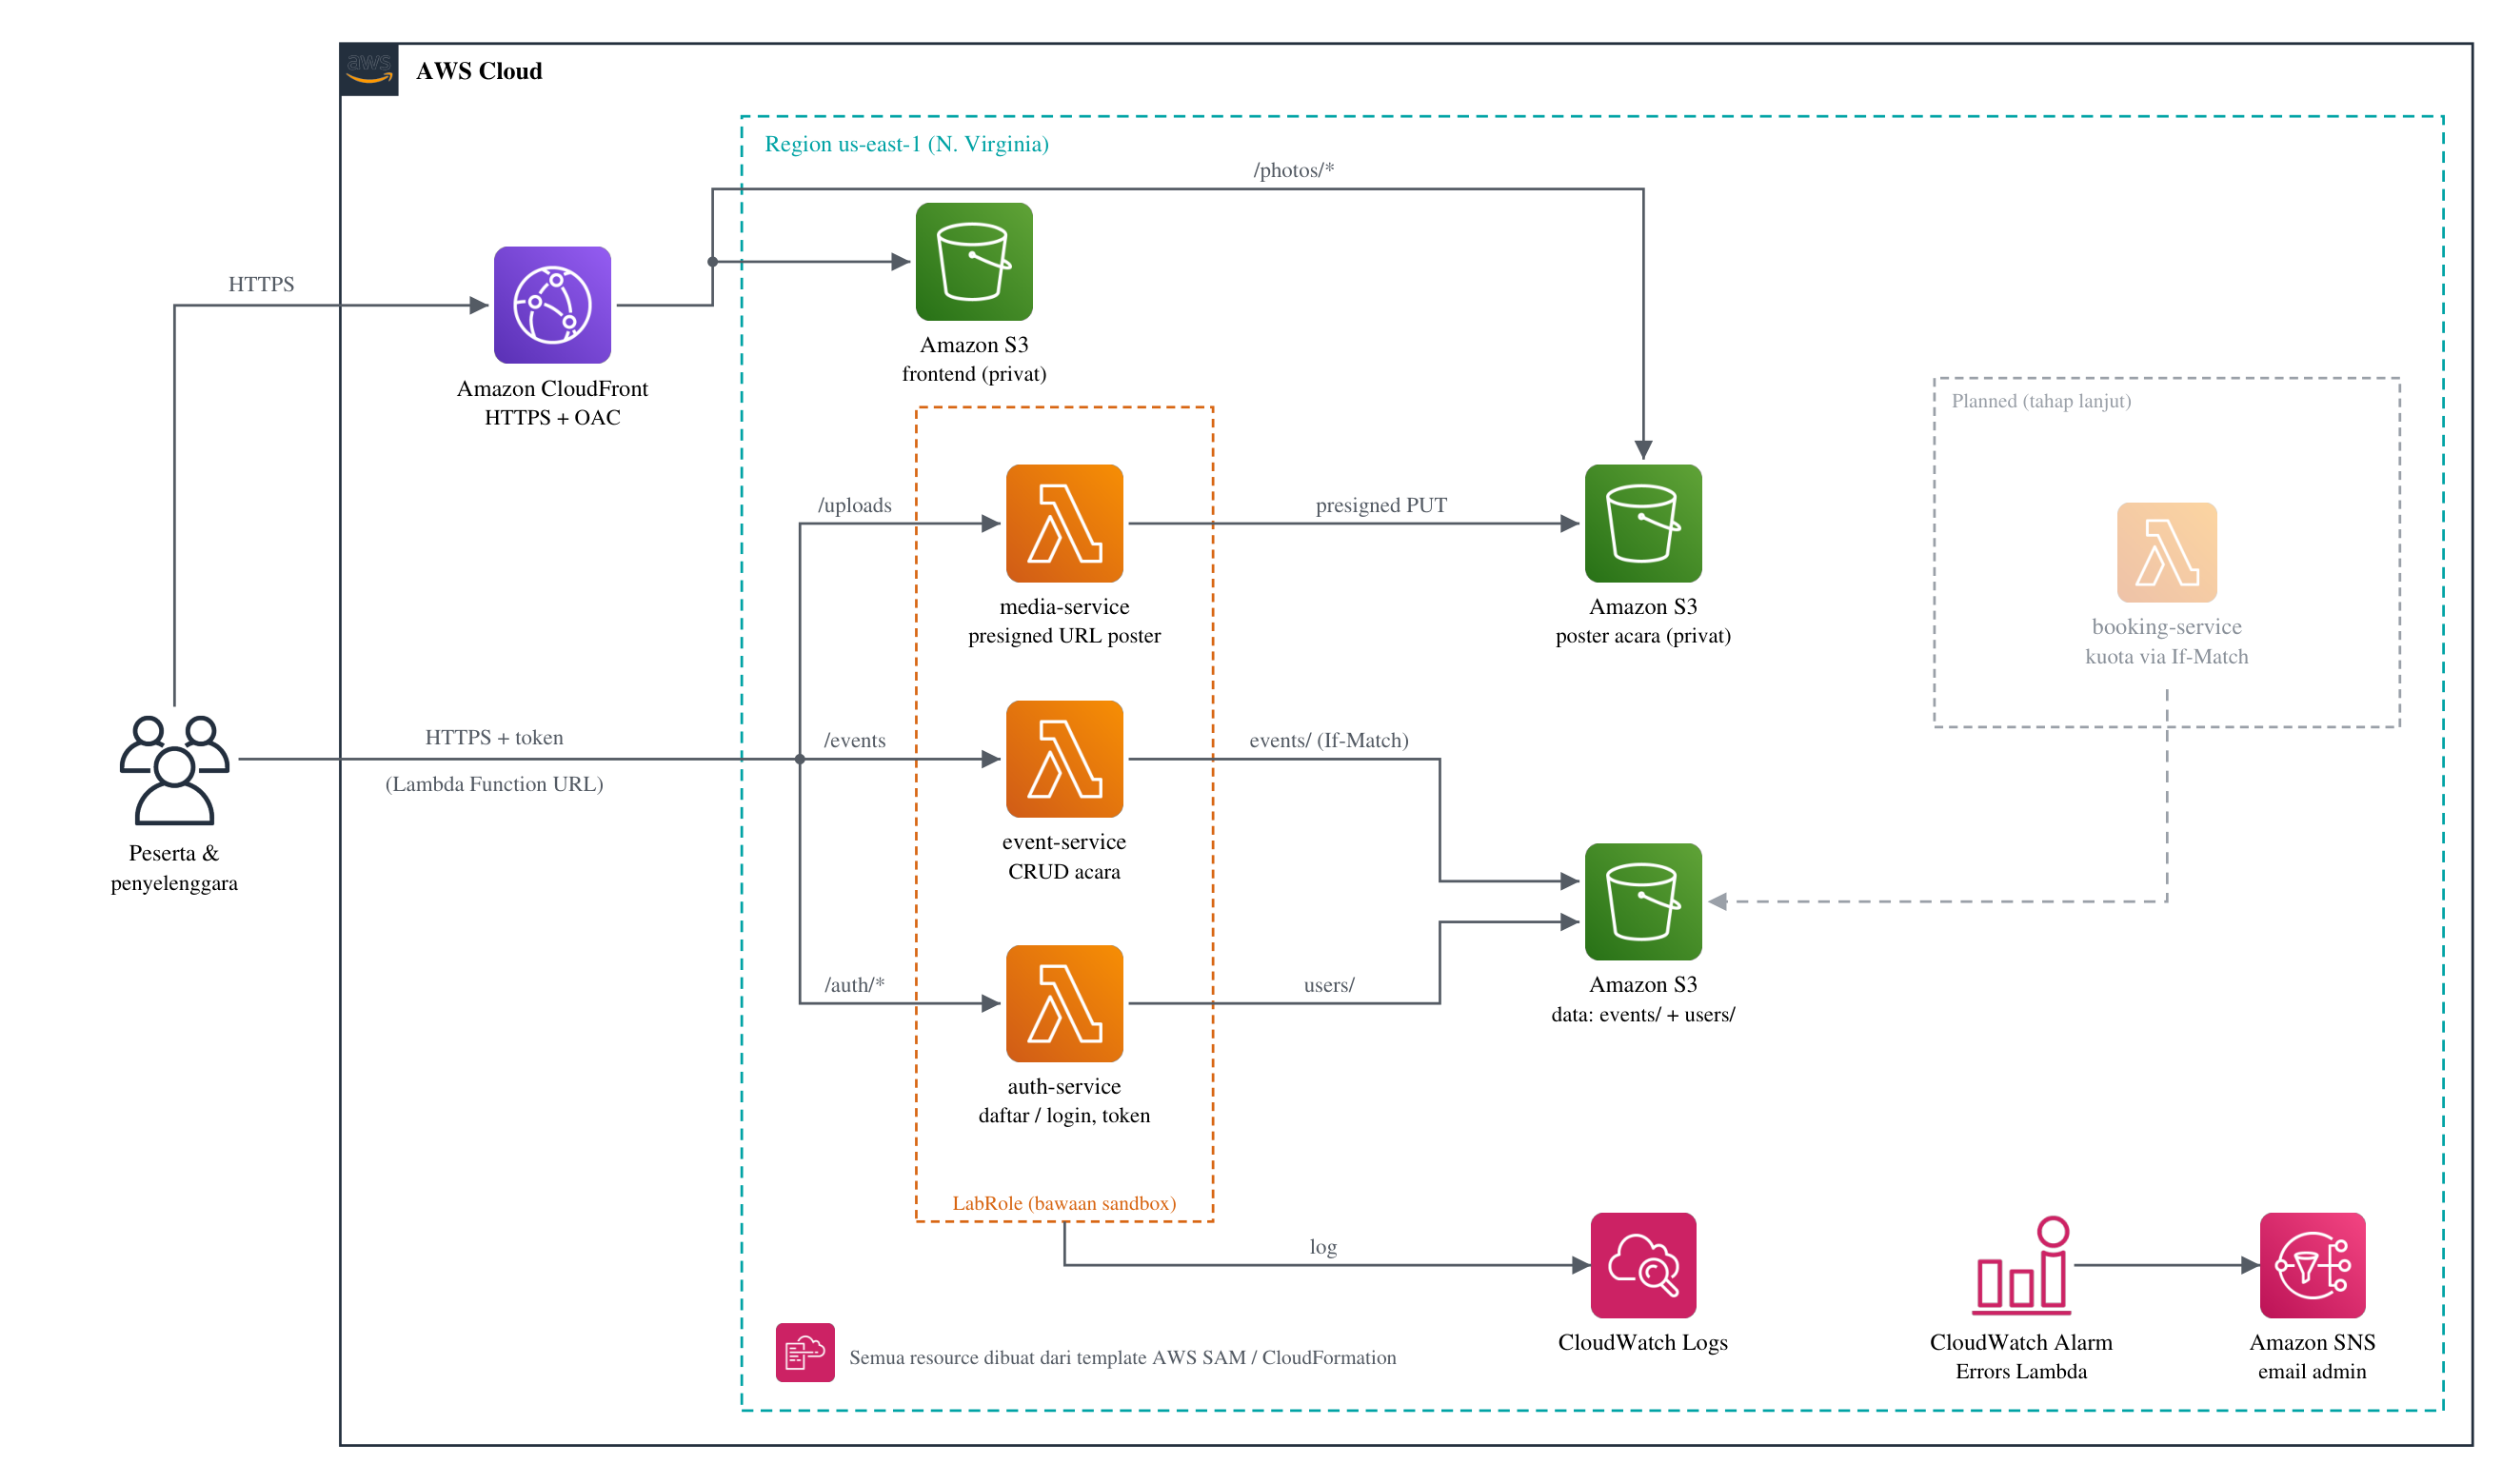 aws
AWS Cloud
Region us-east-1 (N. Virginia)
/photos/*
HTTPS
Amazon CloudFront
HTTPS + OAC
Amazon S3
frontend (privat)
Planned (tahap lanjut)
/uploads
presigned PUT
media-service
presigned URL poster
Amazon S3
poster acara (privat)
booking-service
kuota via If-Match
HTTPS + token
(Lambda Function URL)
/events
events/ (If-Match)
Peserta &
penyelenggara
event-service
CRUD acara
/auth/*
users/
Amazon S3
data: events/ + users/
auth-service
daftar / login, token
LabRole (bawaan sandbox)
log
CloudWatch Logs
CloudWatch Alarm
Errors Lambda
Amazon SNS
email admin
Semua resource dibuat dari template AWS SAM / CloudFormation